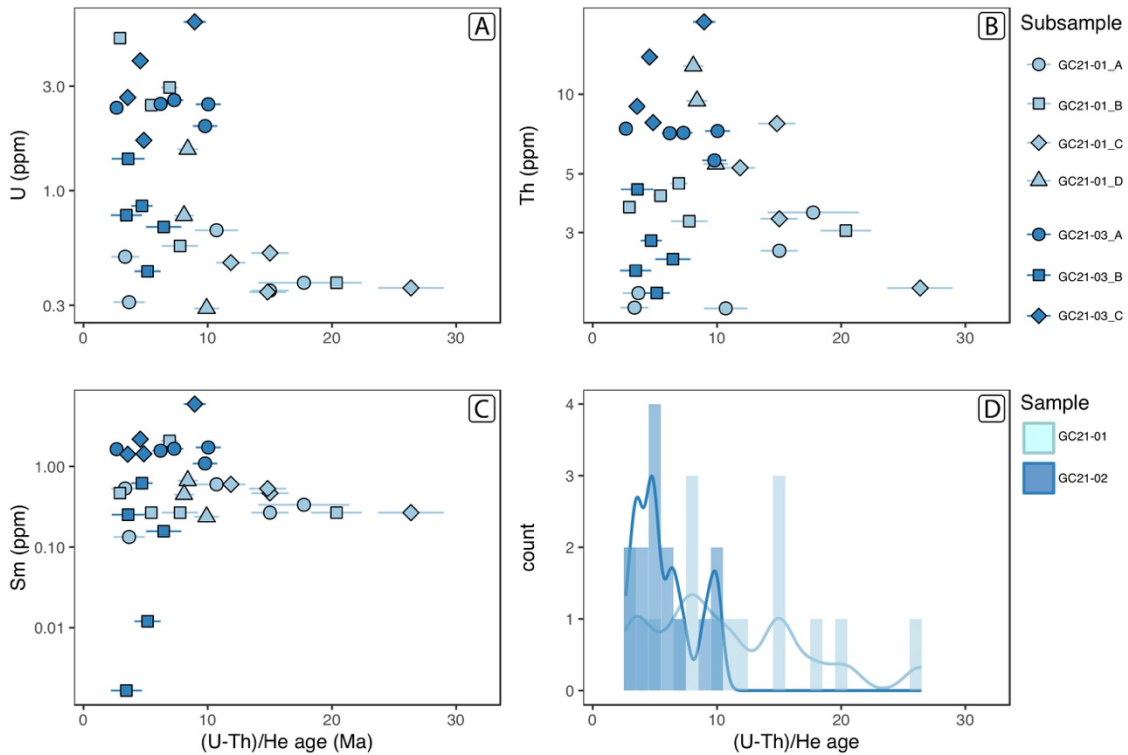 A
U (ppm)
3.0
1.0
0.3
0 10 20 30
B
Th (ppm)
10
5
3
0 10 20 30
Subsample
GC21-01_A
GC21-01_B
GC21-01_C
GC21-01_D
GC21-03_A
GC21-03_B
GC21-03_C
C
Sm (ppm)
1.00
0.10
0.01
0 10 20 30
(U-Th)/He age (Ma)
D
count
4
3
2
1
0
0 10 20 30
(U-Th)/He age
Sample
GC21-01
GC21-02